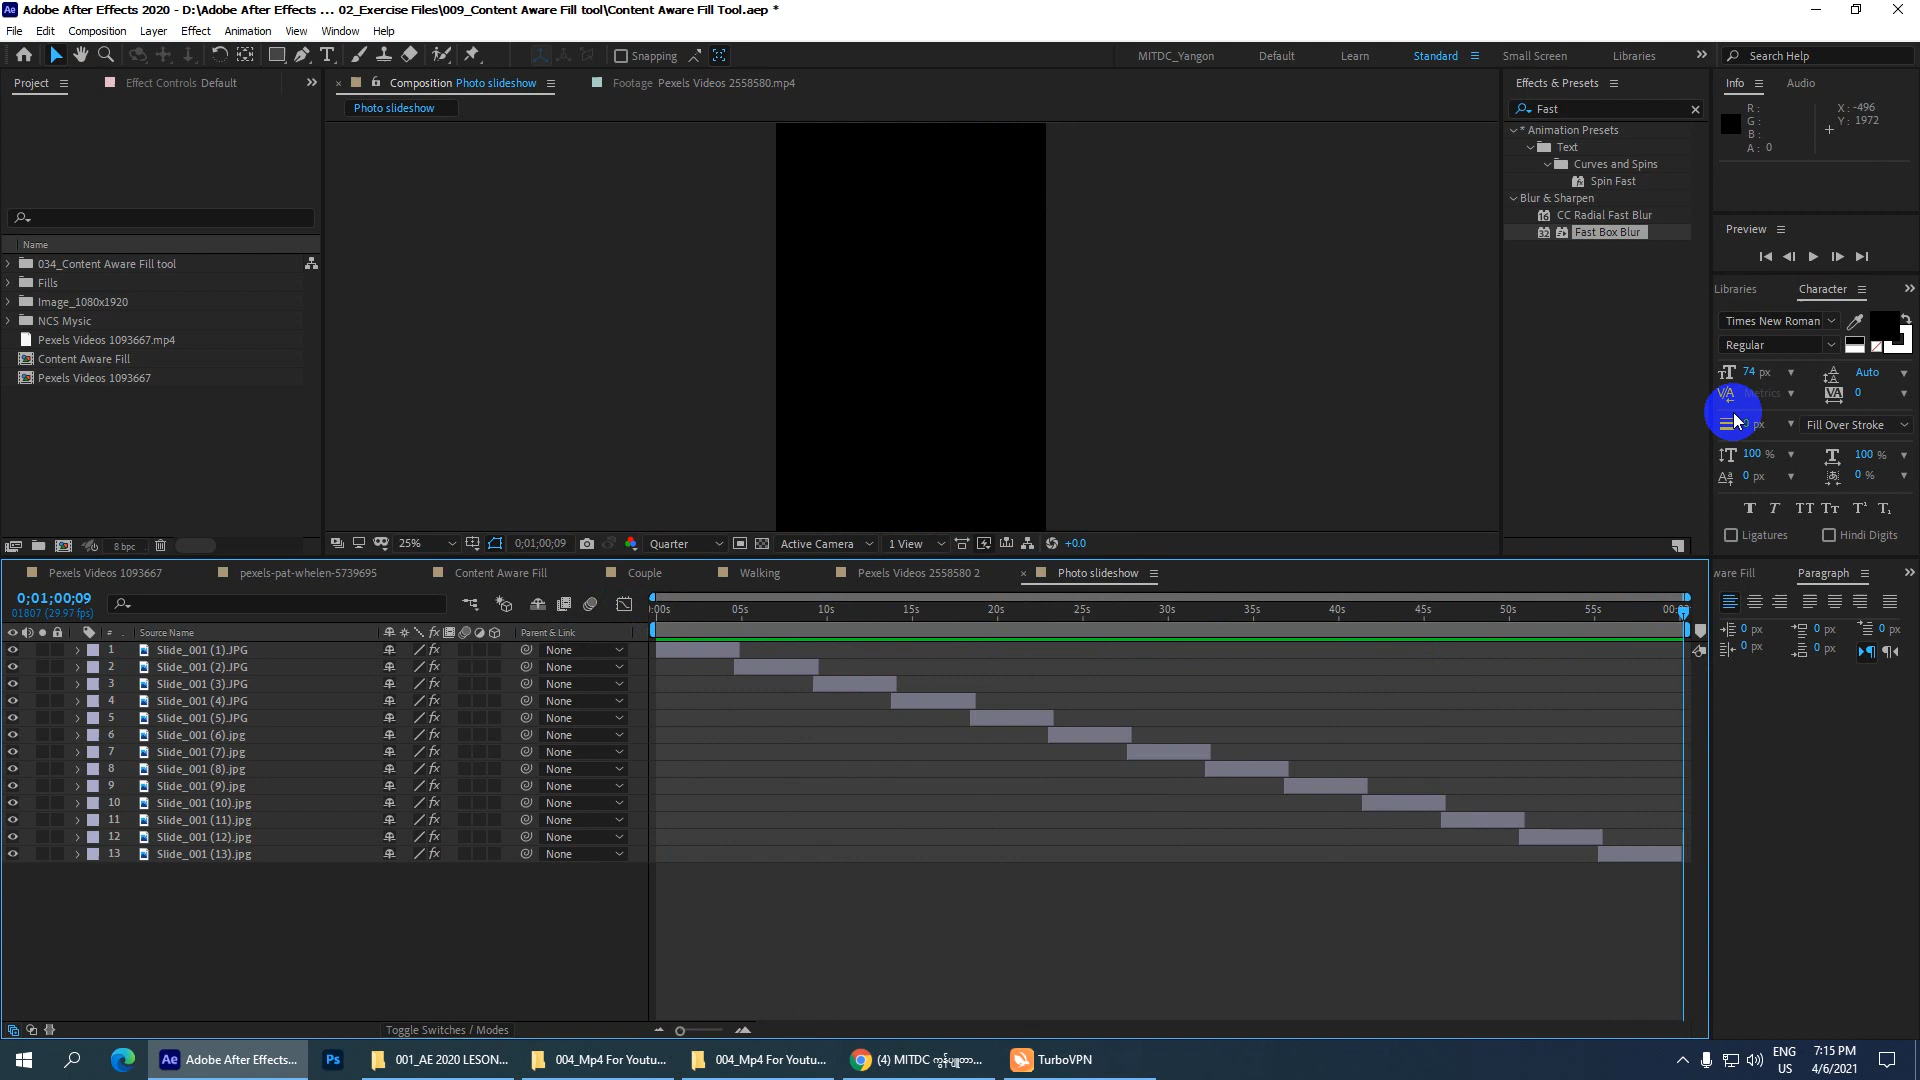 Adobe After Effects 2020 - D:\Adobe After Effects ... 02_Exercise Files\009_Content Aware Fill tool\Content Aware Fill Tool.aep *
File Edit Composition Layer Effect Animation View Window Help
Snapping MITDC_Yangon Default Learn Standard Small Screen Libraries Search Help
Project Effect Controls Default Composition Photo slideshow Footage Pexels Videos 2558580.mp4 Effects & Presets Info Audio
Photo slideshow Fast R: X: -496
G: Y: 1972
B:
A: 0
* Animation Presets
Text
Curves and Spins
Spin Fast
Blur & Sharpen
CC Radial Fast Blur
Fast Box Blur
Preview
Name
034_Content Aware Fill tool
Fills
Image_1080x1920
NCS Mysic
Pexels Videos 1093667.mp4
Content Aware Fill
Pexels Videos 1093667
Libraries Character
Times New Roman
Regular
74 px Auto
Metrics 0
px Fill Over Stroke
100 % 100 %
0 px 0 %
Ligatures Hindi Digits
8 bpc 25% 0;01;00;09 Quarter Active Camera 1 View +0.0
Pexels Videos 1093667 pexels-pat-whelen-5739695 Content Aware Fill Couple Walking Pexels Videos 2558580 2 Photo slideshow
ware Fill Paragraph
0;01;00;09
01807 (29.97 fps)
:00s 05s 10s 15s 20s 25s 30s 35s 40s 45s 50s 55s
0 px 0 px 0 px
0 px 0 px
# Source Name Parent & Link
1 Slide_001 (1).JPG None
2 Slide_001 (2).JPG None
3 Slide_001 (3).JPG None
4 Slide_001 (4).JPG None
5 Slide_001 (5).JPG None
6 Slide_001 (6).jpg None
7 Slide_001 (7).jpg None
8 Slide_001 (8).jpg None
9 Slide_001 (9).jpg None
10 Slide_001 (10).jpg None
11 Slide_001 (11).jpg None
12 Slide_001 (12).jpg None
13 Slide_001 (13).jpg None
Toggle Switches / Modes
Adobe After Effects... 001_AE 2020 LESON... 004_Mp4 For Youtu... 004_Mp4 For Youtu... (4) MITDC ကွန်ပျူတာ... TurboVPN
ENG 7:15 PM
US 4/6/2021